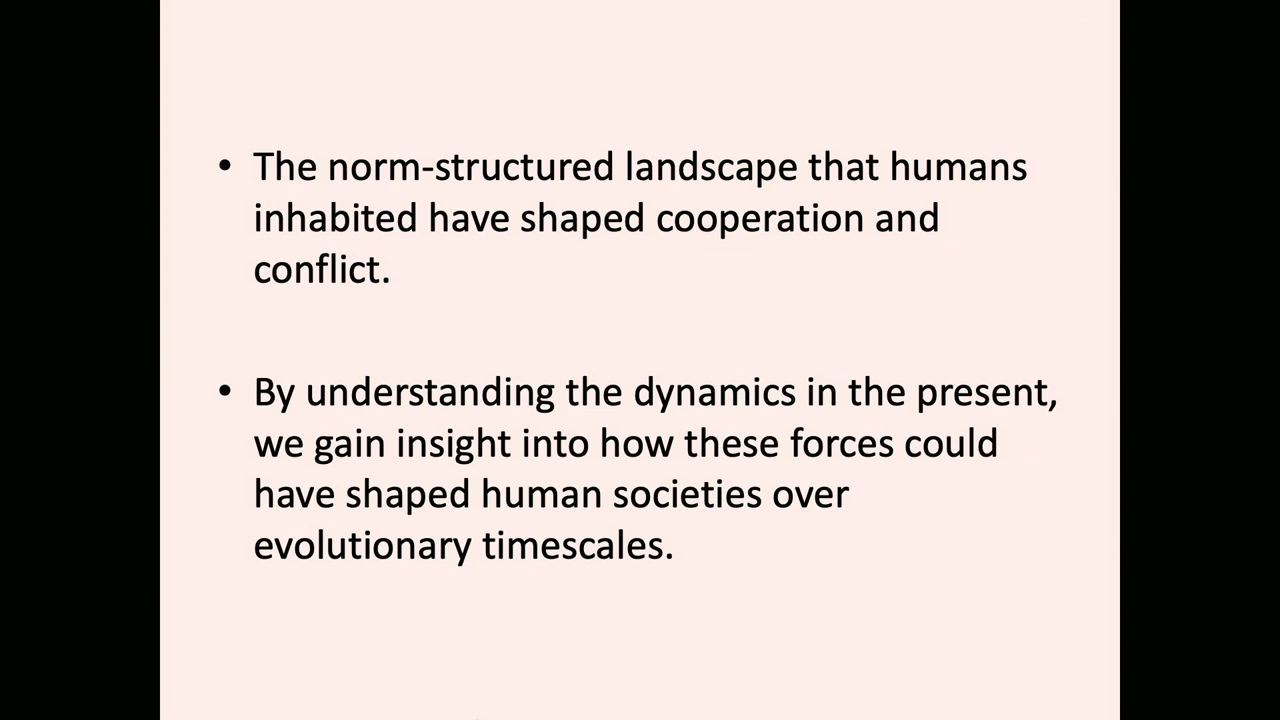 • The norm-structured landscape that humans
inhabited have shaped cooperation and
conflict.
• By understanding the dynamics in the present,
we gain insight into how these forces could
have shaped human societies over
evolutionary timescales.